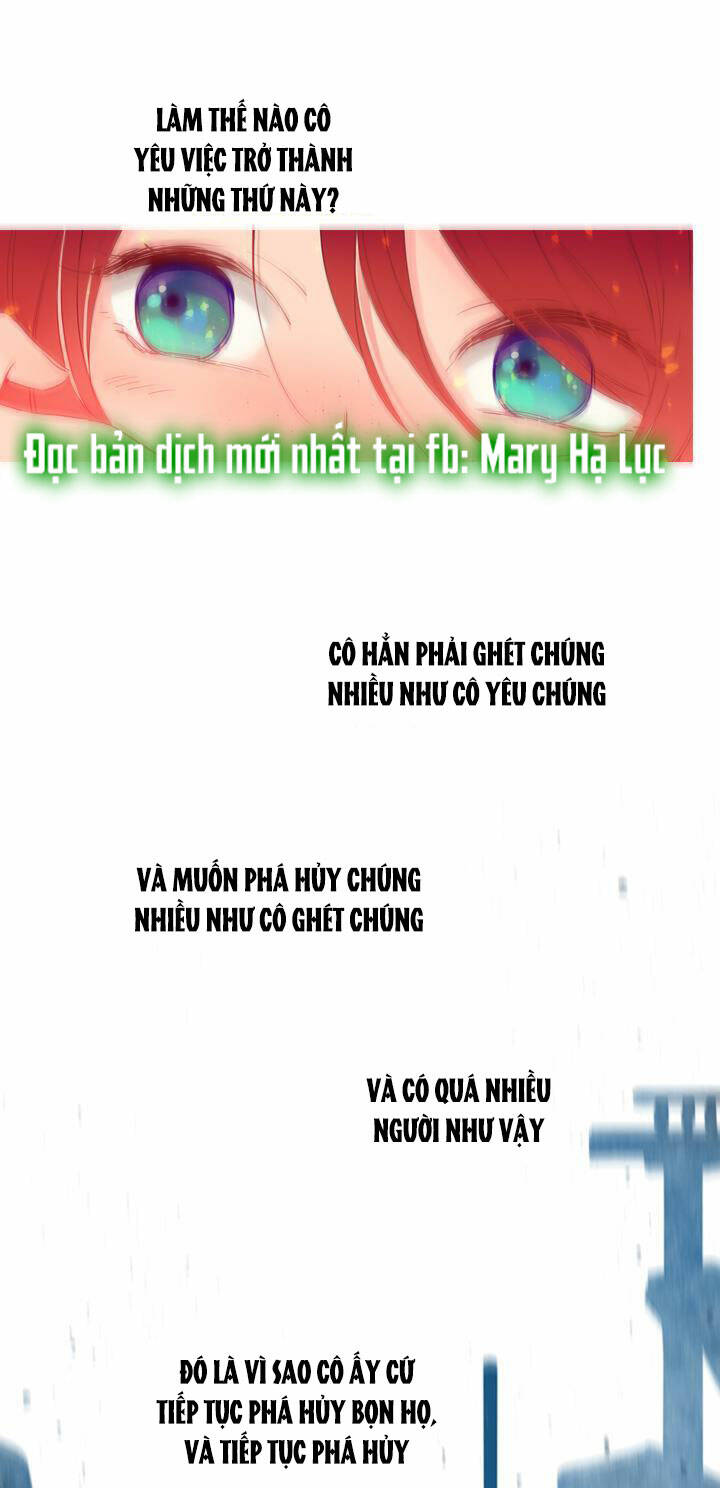 LÀM THẾ NÀO CÔ
YÊU VIỆC TRỞ THÀNH
NHỮNG THỨ NÀY?
Đọc bản dịch mới nhất tại fb: Mary Hạ Lục
CÔ HẲN PHẢI GHÉT CHÚNG
NHIỀU NHƯ CÔ YÊU CHÚNG
VÀ MUỐN PHÁ HỦY CHÚNG
NHIỀU NHƯ CÔ GHÉT CHÚNG
VÀ CÓ QUÁ NHIỀU
NGƯỜI NHƯ VẬY
ĐÓ LÀ VÌ SAO CÔ ẤY CỨ
TIẾP TỤC PHÁ HỦY BỌN HỌ,
VÀ TIẾP TỤC PHÁ HỦY